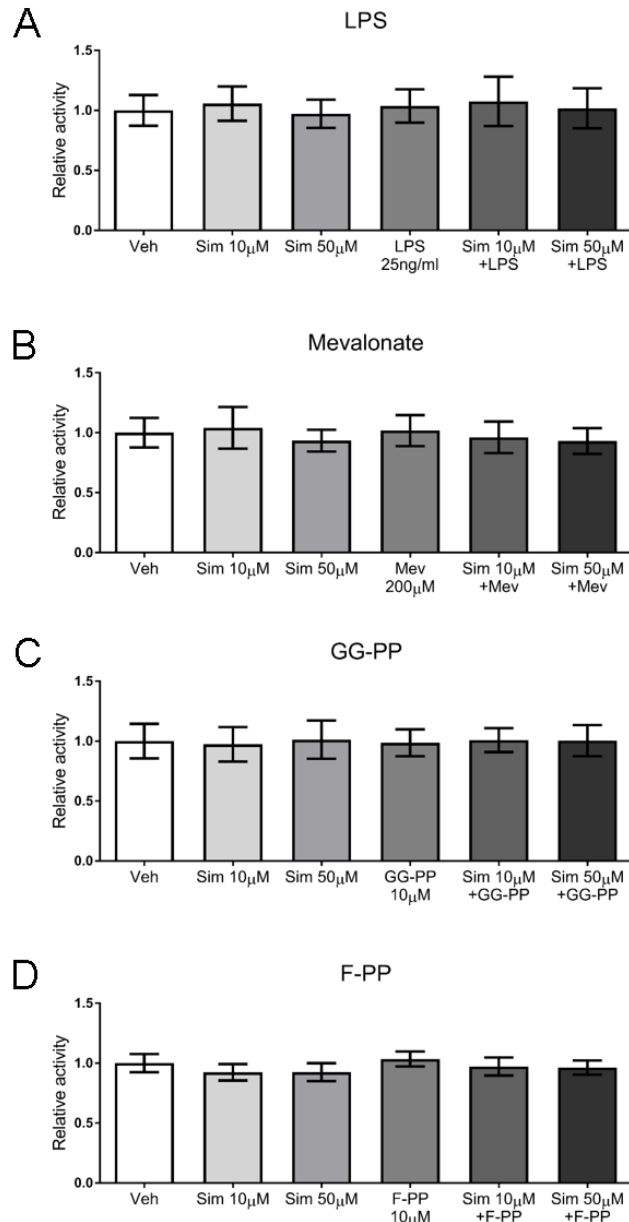 A
LPS
Relative activity
1.5
1.0
0.5
0.0
Veh
Sim 10μM
Sim 50μM
LPS
25ng/ml
Sim 10μM
+LPS
Sim 50μM
+LPS
B
Mevalonate
Relative activity
1.5
1.0
0.5
0.0
Veh
Sim 10μM
Sim 50μM
Mev
200μM
Sim 10μM
+Mev
Sim 50μM
+Mev
C
GG-PP
Relative activity
1.5
1.0
0.5
0.0
Veh
Sim 10μM
Sim 50μM
GG-PP
10μM
Sim 10μM
+GG-PP
Sim 50μM
+GG-PP
D
F-PP
Relative activity
1.5
1.0
0.5
0.0
Veh
Sim 10μM
Sim 50μM
F-PP
10μM
Sim 10μM
+F-PP
Sim 50μM
+F-PP